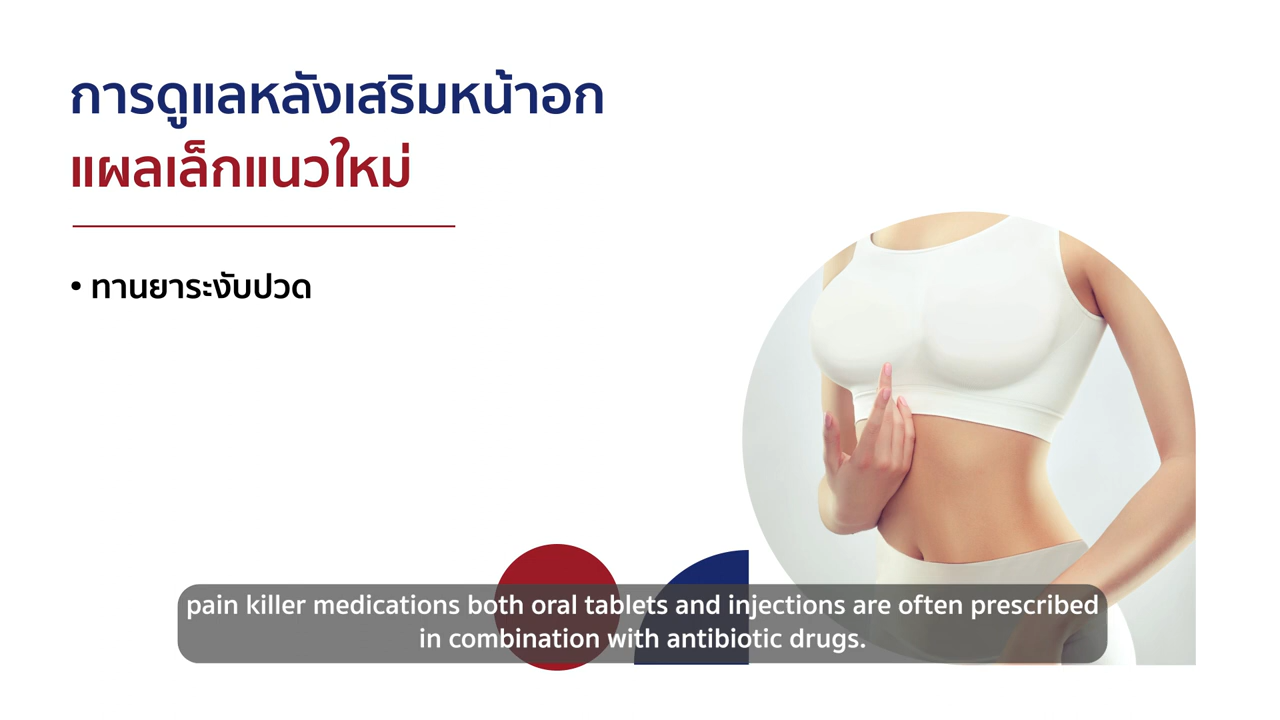 การดูแลหลังเสริมหน้าอก
แผลเล็กแนวใหม่
• ทานยาระงับปวด
pain killer medications both oral tablets and injections are often prescribed
in combination with antibiotic drugs.